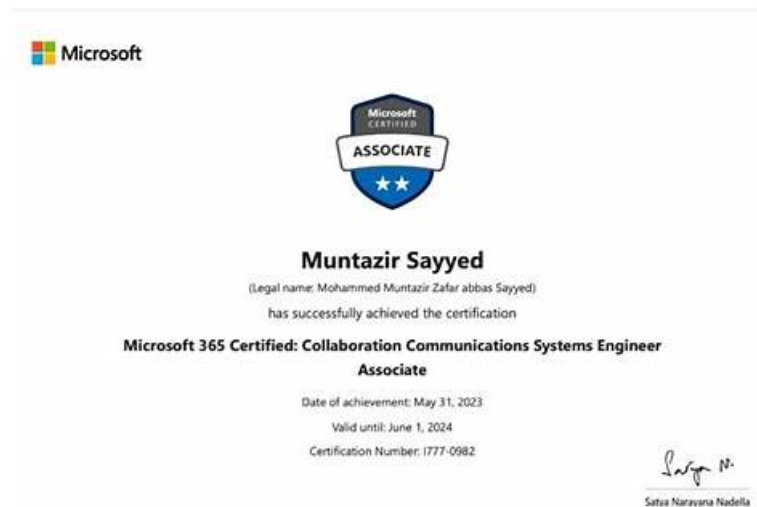 Microsoft
Microsoft
CERTIFIED
ASSOCIATE
Muntazir Sayyed
(Legal name: Mohammed Muntazir Zafar abbas Sayyed)
has successfully achieved the certification
Microsoft 365 Certified: Collaboration Communications Systems Engineer
Associate
Date of achievement: May 31, 2023
Valid until: June 1, 2024
Certification Number: I777-0982
Satya N.
Satya Narayana Nadella